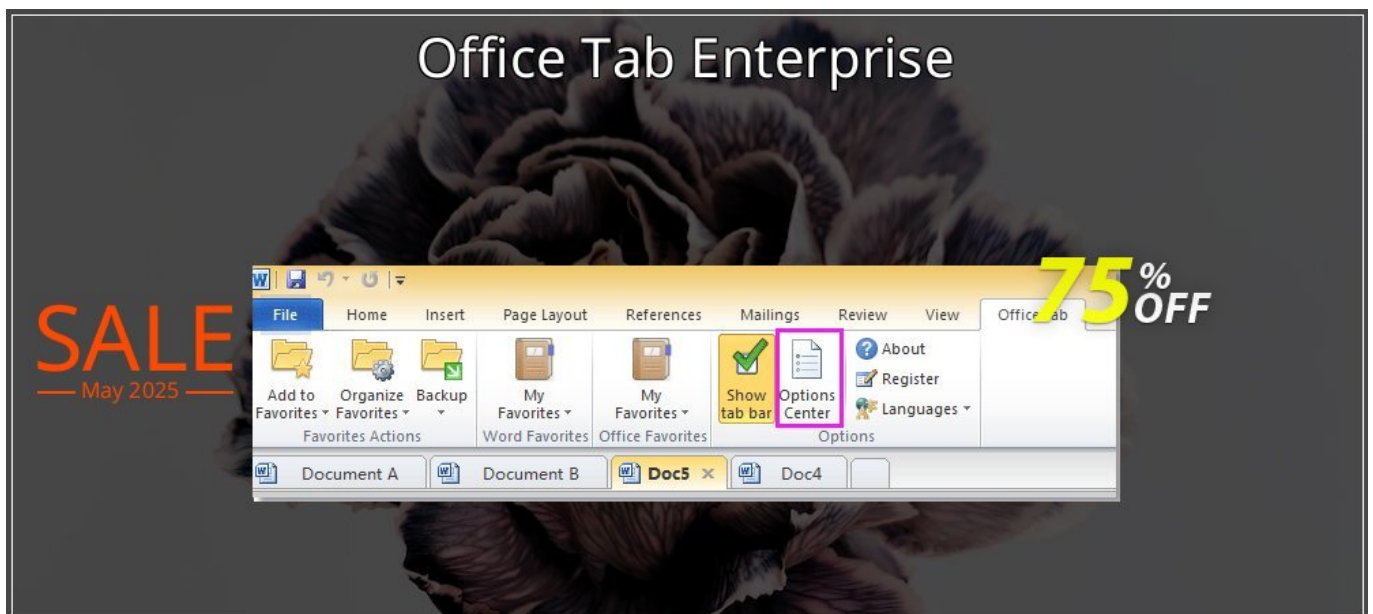 Office Tab Enterprise
SALE
May 2025
75% OFF
W
File Home Insert Page Layout References Mailings Review View Office Tab
Add to Favorites
Organize Favorites
Backup
My Favorites
My Favorites
Show tab bar
Options Center
About
Register
Languages
Favorites Actions Word Favorites Office Favorites Options
Document A Document B Doc5 Doc4